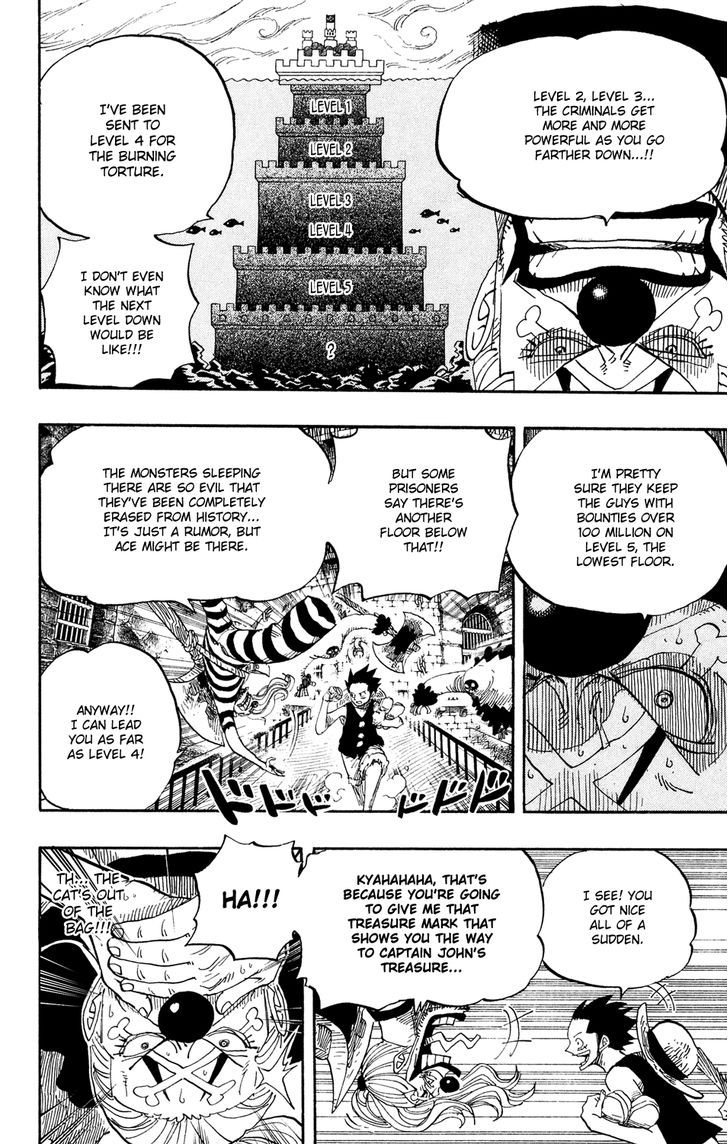 LEVEL 2, LEVEL 3...
THE CRIMINALS GET
MORE AND MORE
POWERFUL AS YOU GO
FARTHER DOWN...!!
LEVEL 1
LEVEL 2
LEVEL 3
LEVEL 4
LEVEL 5
?
I'VE BEEN
SENT TO
LEVEL 4 FOR
THE BURNING
TORTURE.
I DON'T EVEN
KNOW WHAT
THE NEXT
LEVEL DOWN
WOULD BE
LIKE!!!
I'M PRETTY
SURE THEY KEEP
THE GUYS WITH
BOUNTIES OVER
100 MILLION ON
LEVEL 5, THE
LOWEST FLOOR.
BUT SOME
PRISONERS
SAY THERE'S
ANOTHER
FLOOR BELOW
THAT!!
THE MONSTERS SLEEPING
THERE ARE SO EVIL THAT
THEY'VE BEEN COMPLETELY
ERASED FROM HISTORY...
IT'S JUST A RUMOR, BUT
ACE MIGHT BE THERE.
ANYWAY!!
I CAN LEAD
YOU AS FAR
AS LEVEL 4!
ドドドド
ドドドド
I SEE! YOU
GOT NICE
ALL OF A
SUDDEN.
KYAHAHAHA, THAT'S
BECAUSE YOU'RE GOING
TO GIVE ME THAT
TREASURE MARK THAT
SHOWS YOU THE WAY
TO CAPTAIN JOHN'S
TREASURE...
HA!!!
TH... THE
CAT'S OUT
OF THE
BAG!!!